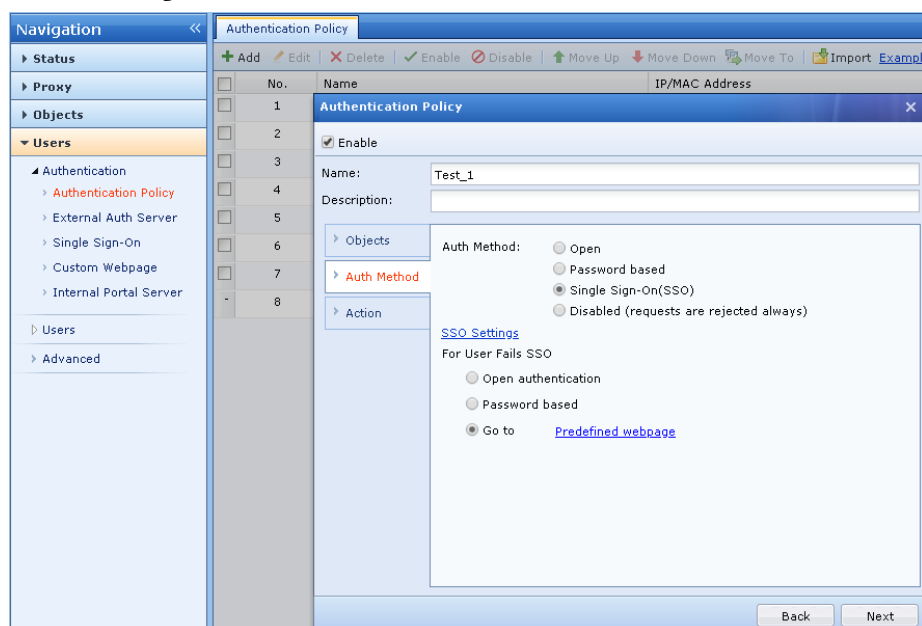 Navigation
Authentication Policy
Add Edit Delete Enable Disable Move Up Move Down Move To Import Exampl
Status
Proxy
Objects
Users
Authentication
Authentication Policy
External Auth Server
Single Sign-On
Custom Webpage
Internal Portal Server
Users
Advanced
No. Name IP/MAC Address
1
2
3
4
5
6
7
- 8
Authentication Policy
Enable
Name: Test_1
Description:
Objects
Auth Method
Action
Auth Method: Open
Password based
Single Sign-On(SSO)
Disabled (requests are rejected always)
SSO Settings
For User Fails SSO
Open authentication
Password based
Go to Predefined webpage
Back Next